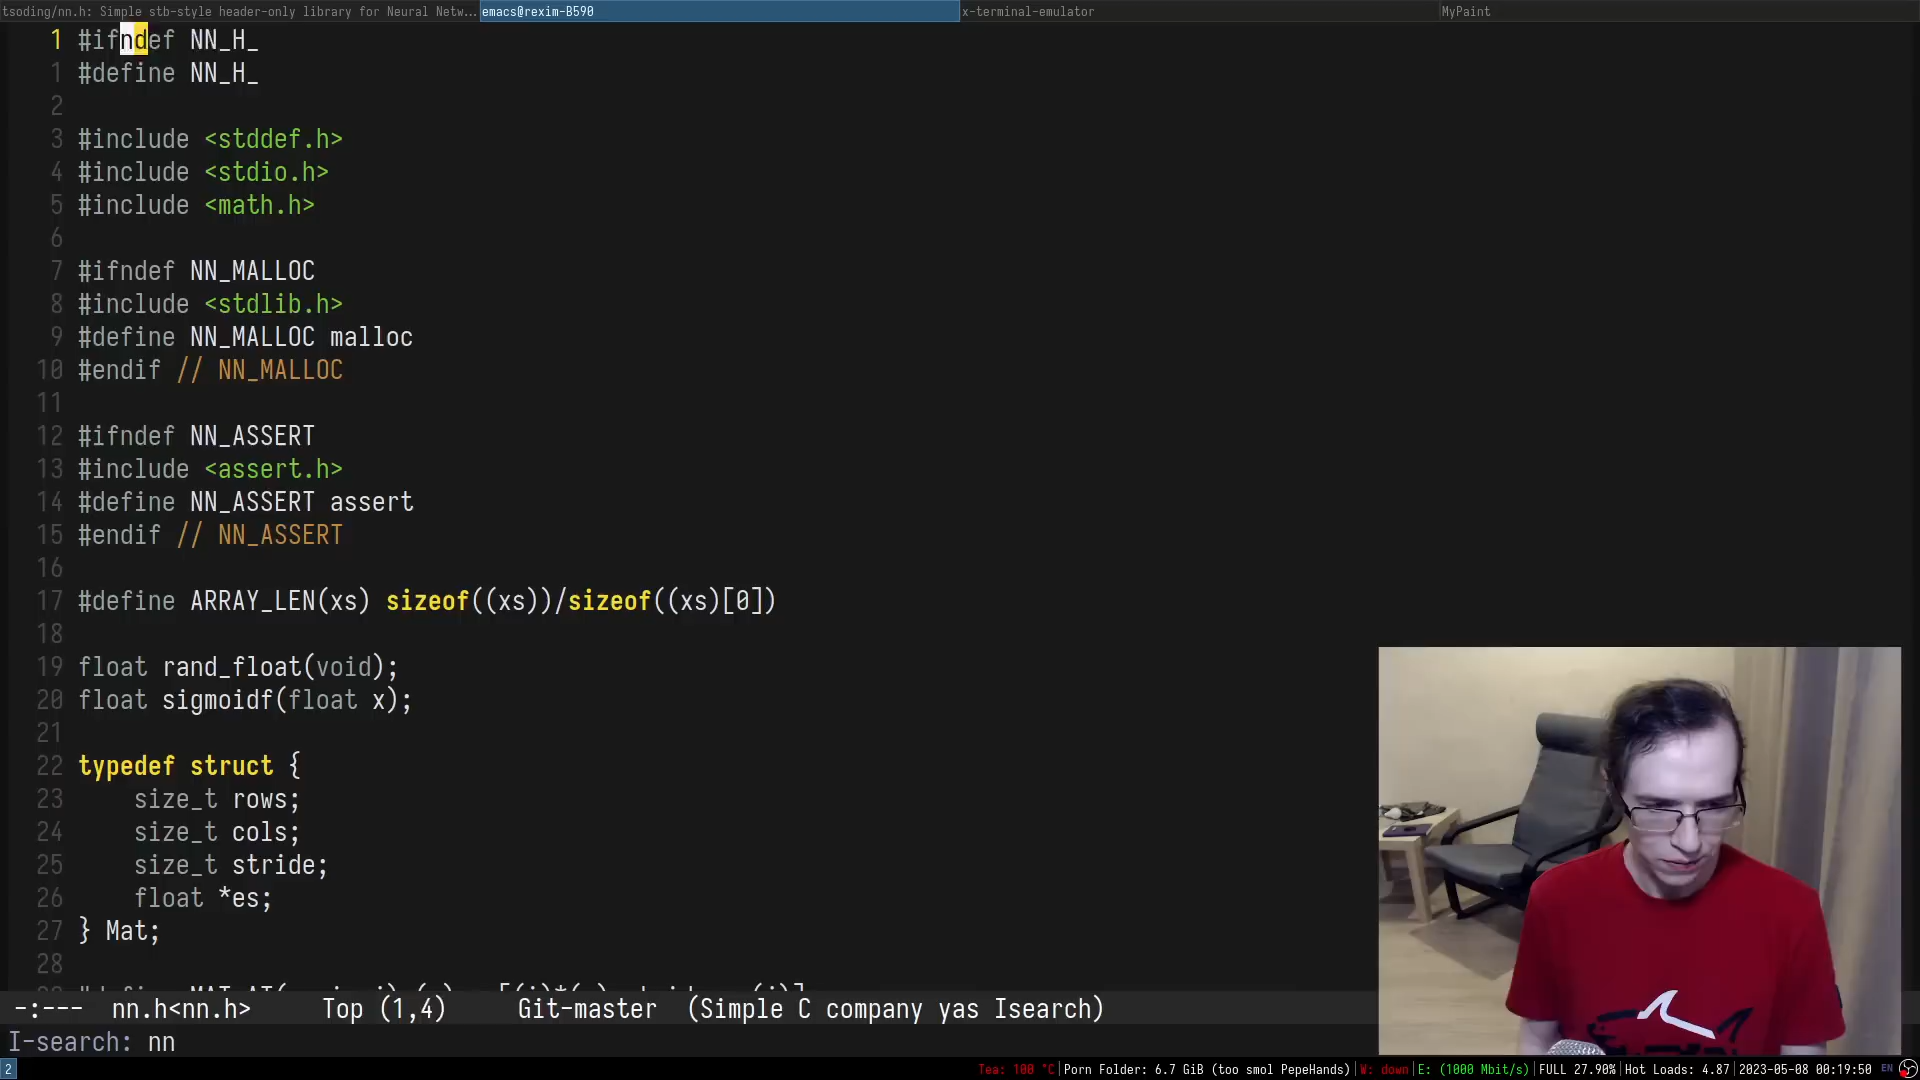 tsoding/nn.h: Simple stb-style header-only library for Neural Netw... emacs@rexim-B590 x-terminal-emulator MyPaint
1 #ifndef NN_H_
1 #define NN_H_
2
3 #include <stddef.h>
4 #include <stdio.h>
5 #include <math.h>
6
7 #ifndef NN_MALLOC
8 #include <stdlib.h>
9 #define NN_MALLOC malloc
10 #endif // NN_MALLOC
11
12 #ifndef NN_ASSERT
13 #include <assert.h>
14 #define NN_ASSERT assert
15 #endif // NN_ASSERT
16
17 #define ARRAY_LEN(xs) sizeof((xs))/sizeof((xs)[0])
18
19 float rand_float(void);
20 float sigmoidf(float x);
21
22 typedef struct {
23     size_t rows;
24     size_t cols;
25     size_t stride;
26     float *es;
27 } Mat;
28
-:--- nn.h<nn.h> Top (1,4) Git-master (Simple C company yas Isearch)
I-search: nn
2 Tea: 100 °C|Porn Folder: 6.7 GiB (too smol PepeHands)|W: down|E: (1000 Mbit/s)|FULL 27.90%|Hot Loads: 4.87|2023-05-08 00:19:50 EN